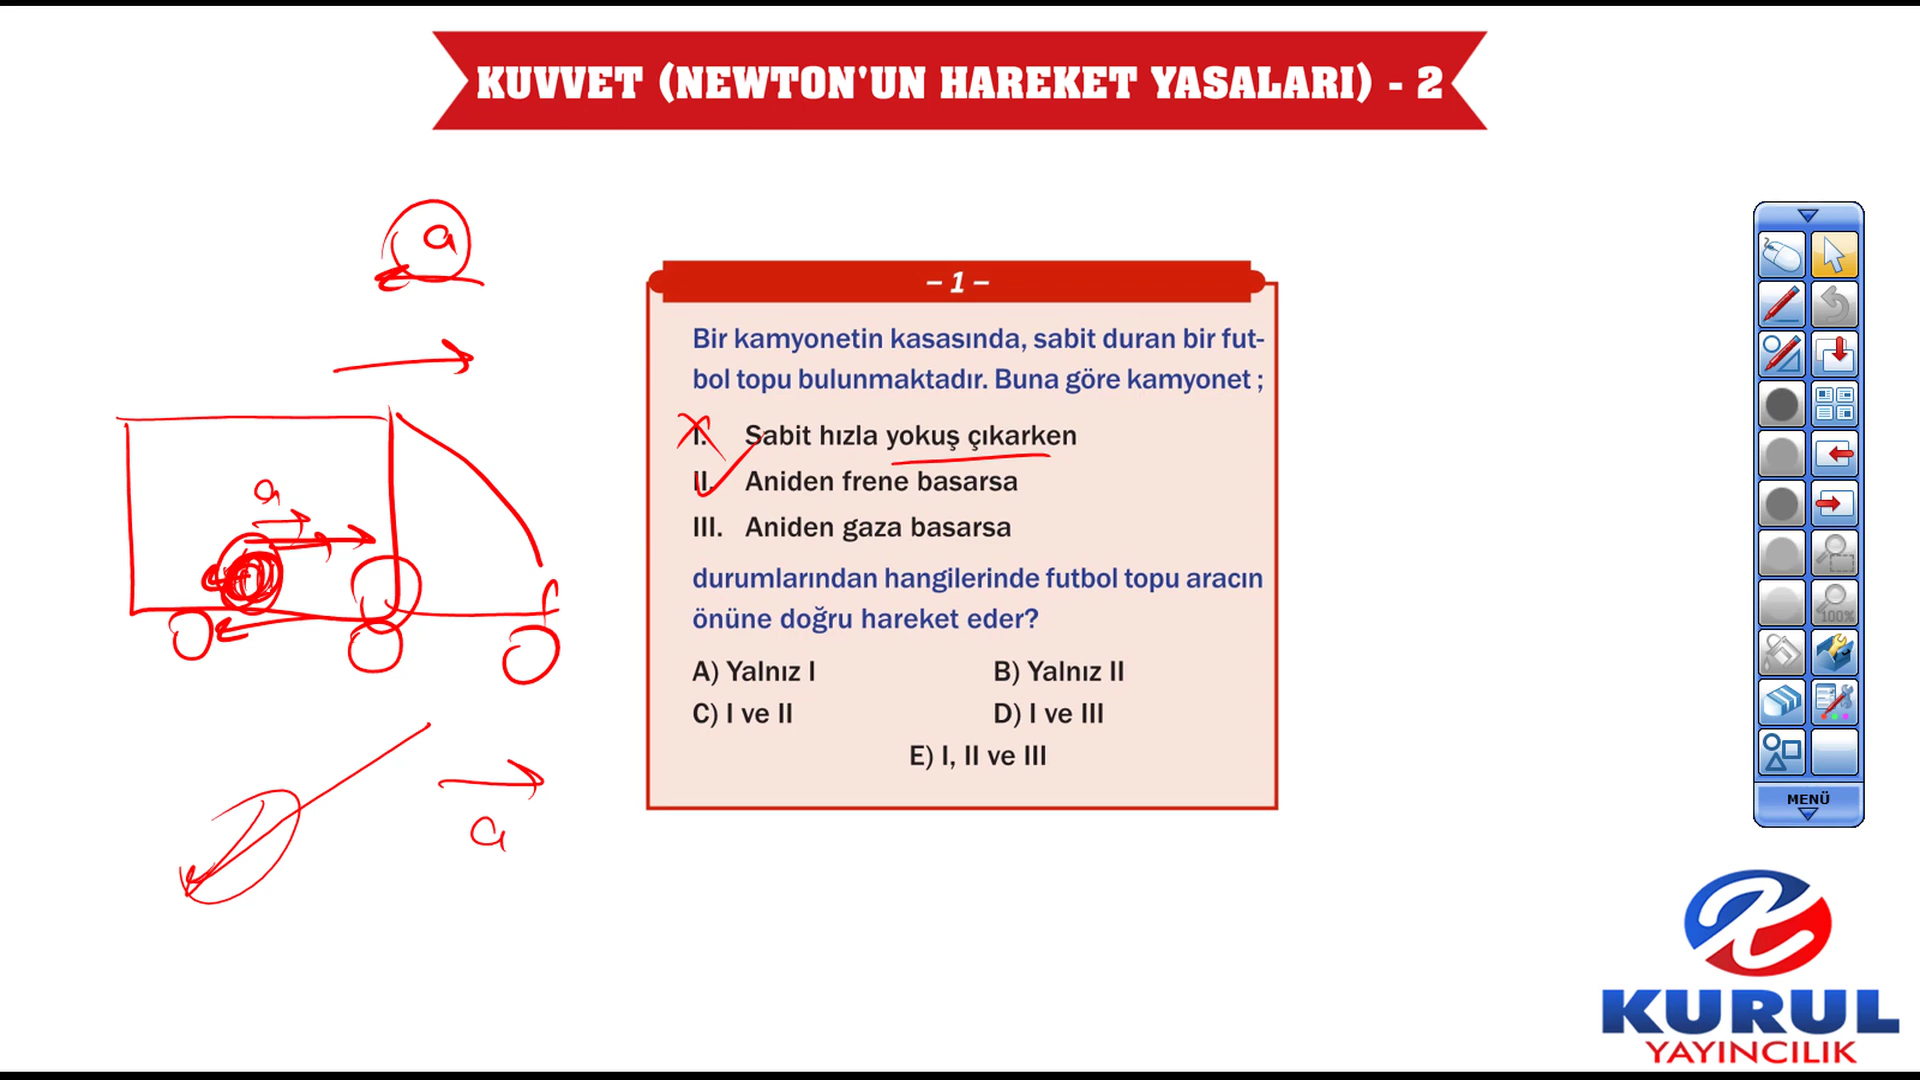 KUVVET (NEWTON'UN HAREKET YASALARI) - 2
a
– 1 –
Bir kamyonetin kasasında, sabit duran bir fut-
bol topu bulunmaktadır. Buna göre kamyonet ;
I. Sabit hızla yokuş çıkarken
II. Aniden frene basarsa
III. Aniden gaza basarsa
durumlarından hangilerinde futbol topu aracın
önüne doğru hareket eder?
A) Yalnız I
B) Yalnız II
C) I ve II
D) I ve III
E) I, II ve III
a
a
100%
MENÜ
KURUL
YAYINCILIK